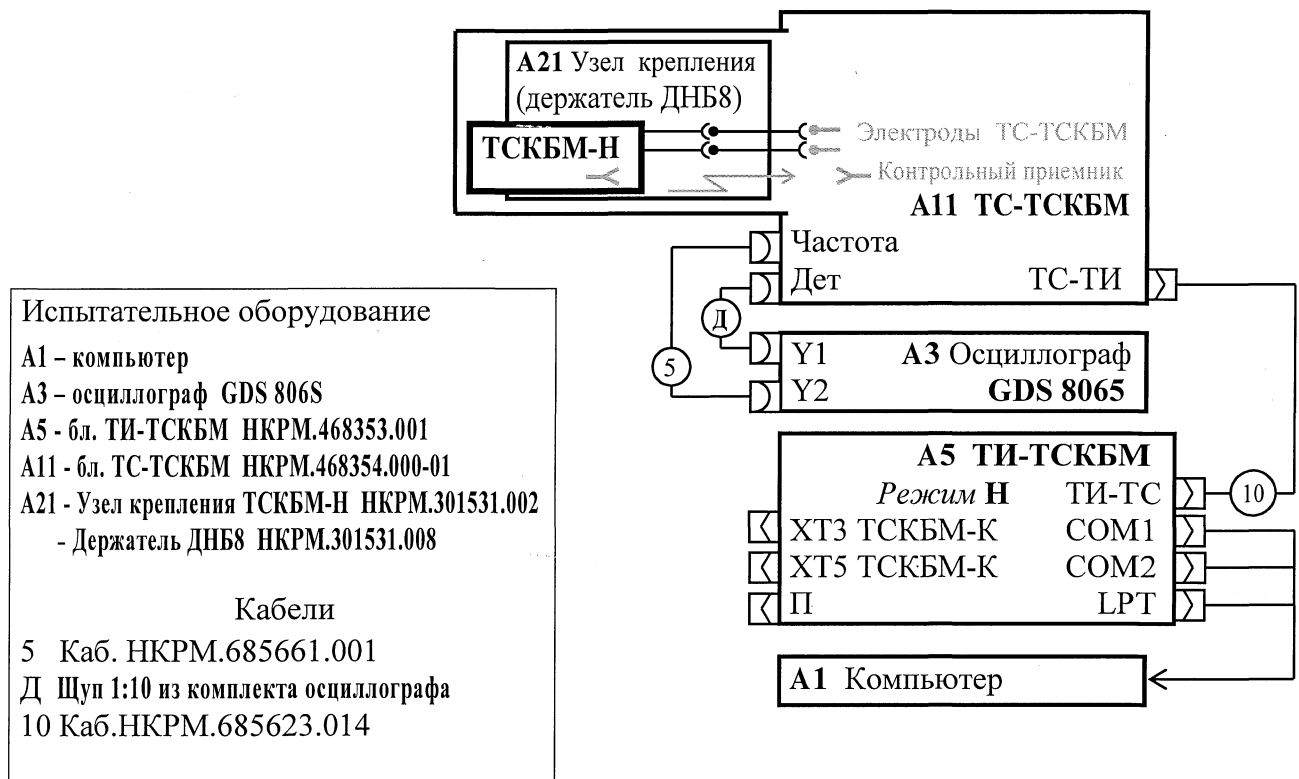 А21 Узел крепления
(держатель ДНБ8)
ТСКБМ-Н
Электроды ТС-ТСКБМ
Контрольный приемник
А11 ТС-ТСКБМ
Частота
Дет
ТС-ТИ
Д
5
Y1
А3 Осциллограф
Y2
GDS 8065
А5 ТИ-ТСКБМ
Режим Н
ТИ-ТС
10
ХТ3 ТСКБМ-К
СОМ1
ХТ5 ТСКБМ-К
СОМ2
П
LPT
А1 Компьютер
Испытательное оборудование
А1 – компьютер
А3 – осциллограф GDS 806S
А5 - бл. ТИ-ТСКБМ НКРМ.468353.001
А11 - бл. ТС-ТСКБМ НКРМ.468354.000-01
А21 - Узел крепления ТСКБМ-Н НКРМ.301531.002
- Держатель ДНБ8 НКРМ.301531.008
Кабели
5 Каб. НКРМ.685661.001
Д Щуп 1:10 из комплекта осциллографа
10 Каб.НКРМ.685623.014